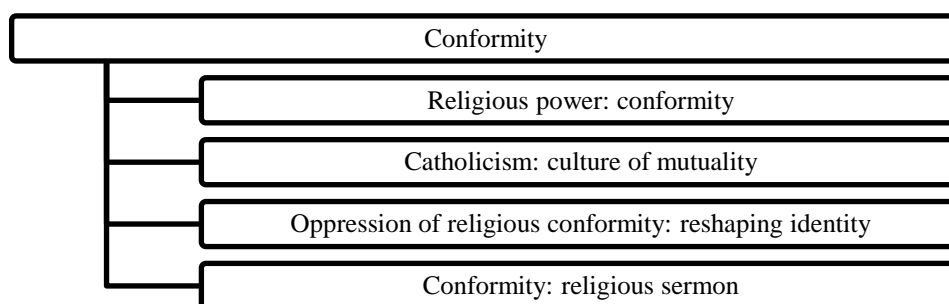 Conformity
Religious power: conformity
Catholicism: culture of mutuality
Oppression of religious conformity: reshaping identity
Conformity: religious sermon